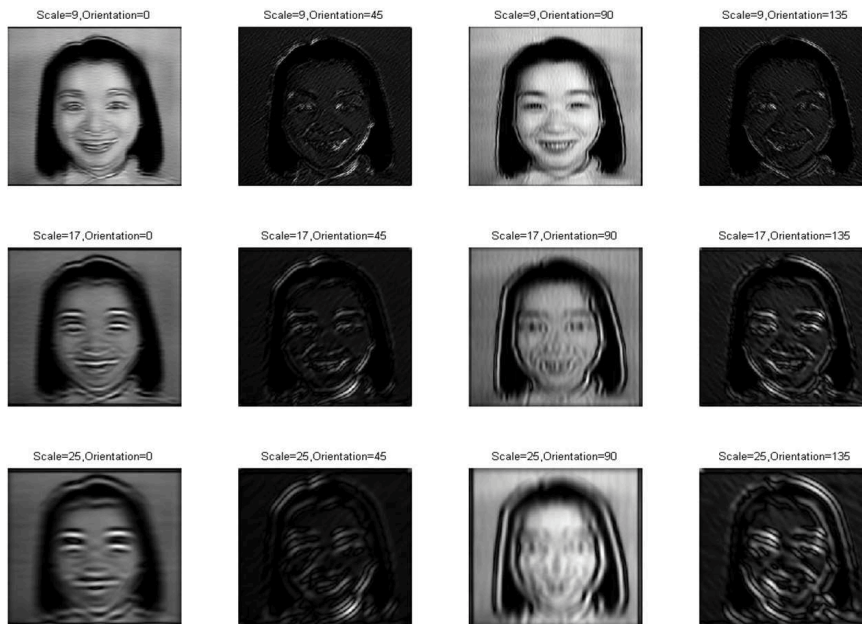 Scale=9,Orientation=0
Scale=9,Orientation=45
Scale=9,Orientation=90
Scale=9,Orientation=135
Scale=17,Orientation=0
Scale=17,Orientation=45
Scale=17,Orientation=90
Scale=17,Orientation=135
Scale=25,Orientation=0
Scale=25,Orientation=45
Scale=25,Orientation=90
Scale=25,Orientation=135